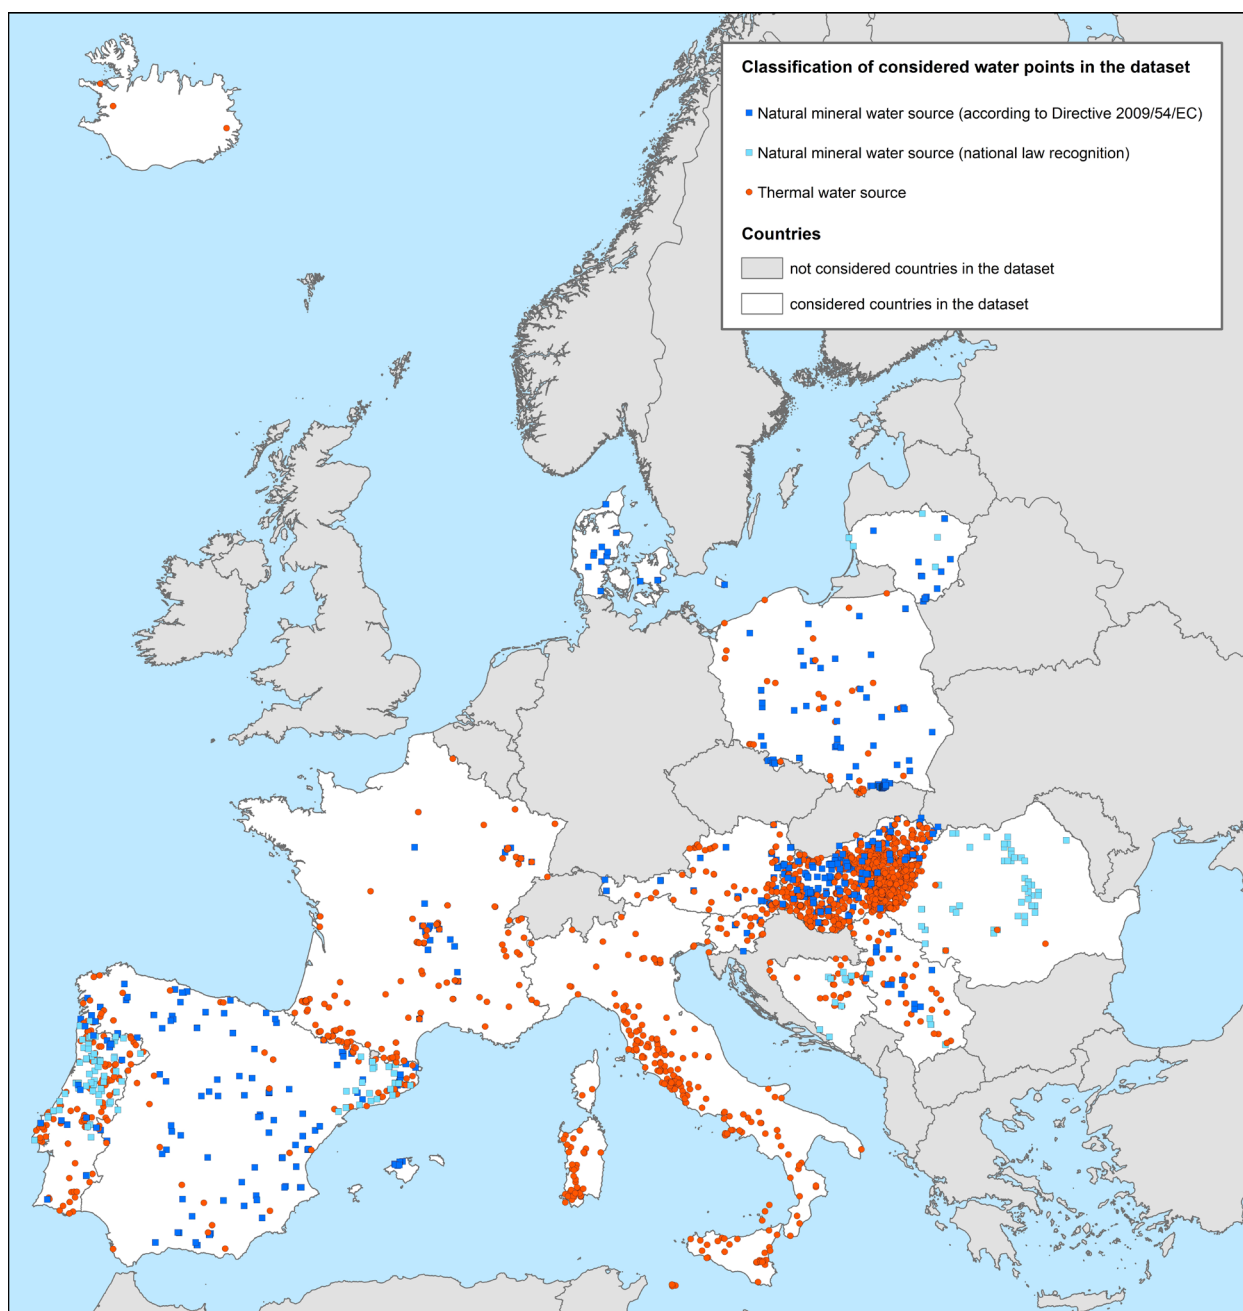 Classification of considered water points in the dataset
Natural mineral water source (according to Directive 2009/54/EC)
Natural mineral water source (national law recognition)
Thermal water source
Countries
not considered countries in the dataset
considered countries in the dataset